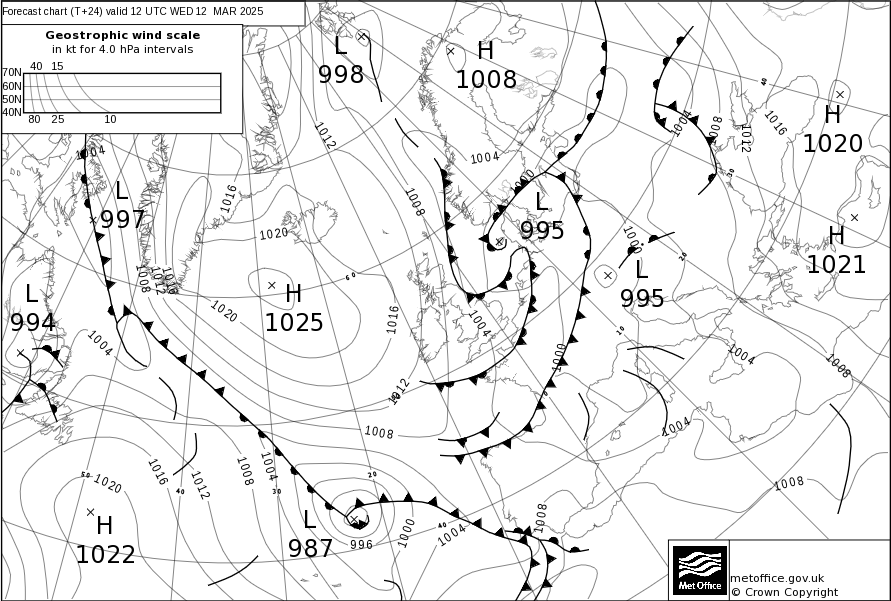 Forecast chart (T+24) valid 12 UTC WED 12 MAR 2025
Geostrophic wind scale
in kt for 4.0 hPa intervals
40 15
70N
60N
50N
40N
80 25 10
L
998
H
1008
H
1020
H
1021
L
997
L
995
L
995
L
994
H
1025
H
1022
L
987
1004
1012
1016
1020
1008
1004
1004
1008
1012
1016
40
30
20
1000
1008
1012
1016
1020
60
1016
1004
1000
1012
1008
1004
10
1004
1008
1004
1008
50
1020
1016
40
1012
1008
30
1004
20
996
1000
40
1004
1008
Met Office
metoffice.gov.uk
© Crown Copyright